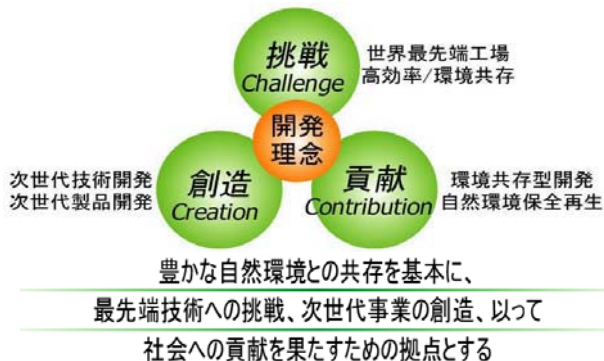 挑戦
Challenge
世界最先端工場
高効率/環境共存
開発
理念
次世代技術開発
次世代製品開発
創造
Creation
貢献
Contribution
環境共存型開発
自然環境保全再生
豊かな自然環境との共存を基本に、
最先端技術への挑戦、次世代事業の創造、以って
社会への貢献を果たすための拠点とする